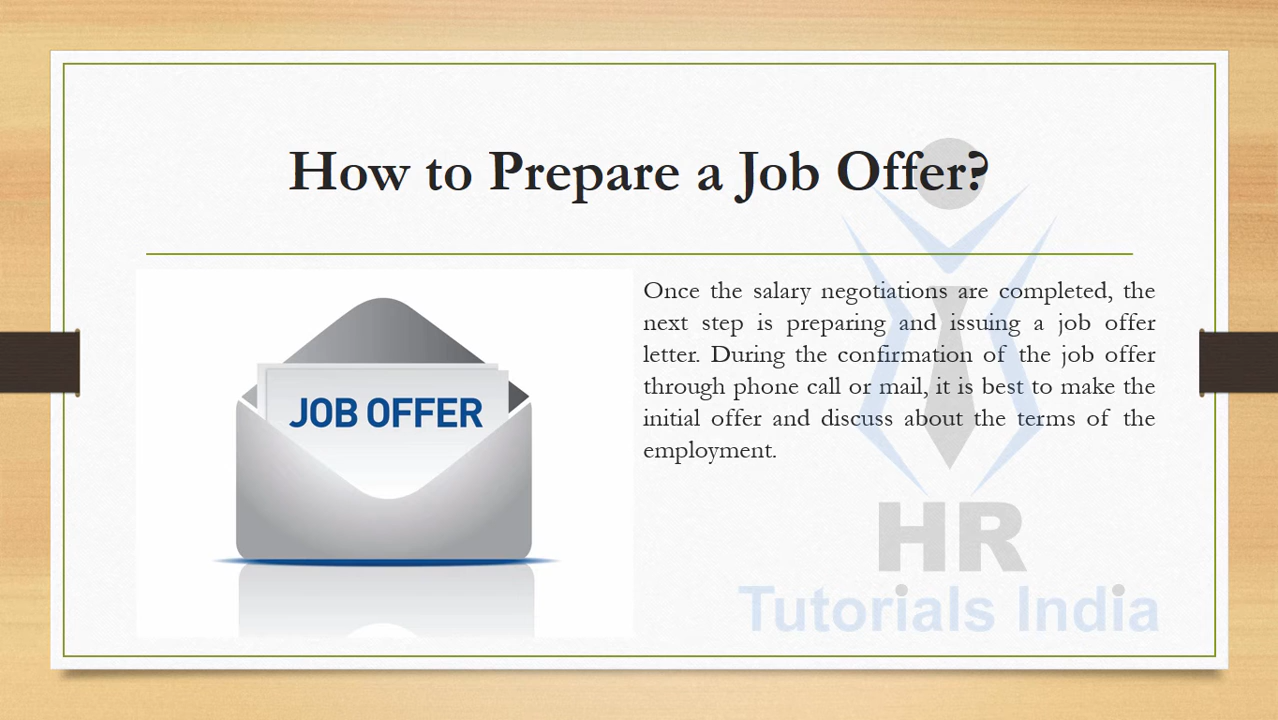 How to Prepare a Job Offer?
JOB OFFER
Once the salary negotiations are completed, the
next step is preparing and issuing a job offer
letter. During the confirmation of the job offer
through phone call or mail, it is best to make the
initial offer and discuss about the terms of the
employment.
HR
Tutorials India